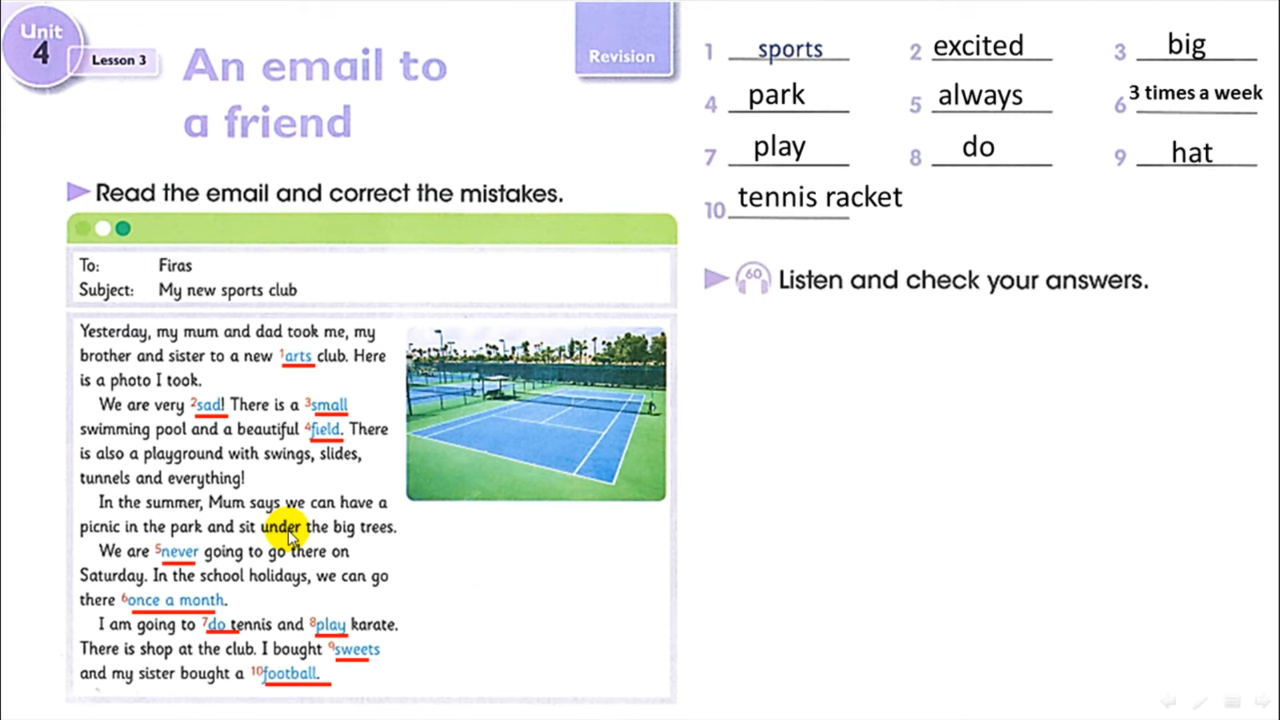 Unit
4
Lesson 3
An email to
a friend
Revision
Read the email and correct the mistakes.
To: Firas
Subject: My new sports club
Yesterday, my mum and dad took me, my
brother and sister to a new 1arts club. Here
is a photo I took.
We are very 2sad! There is a 3small
swimming pool and a beautiful 4field. There
is also a playground with swings, slides,
tunnels and everything!
In the summer, Mum says we can have a
picnic in the park and sit under the big trees.
We are 5never going to go there on
Saturday. In the school holidays, we can go
there 6once a month.
I am going to 7do tennis and 8play karate.
There is shop at the club. I bought 9sweets
and my sister bought a 10football.
1 sports 2 excited 3 big
4 park 5 always 6 3 times a week
7 play 8 do 9 hat
10 tennis racket
60 Listen and check your answers.